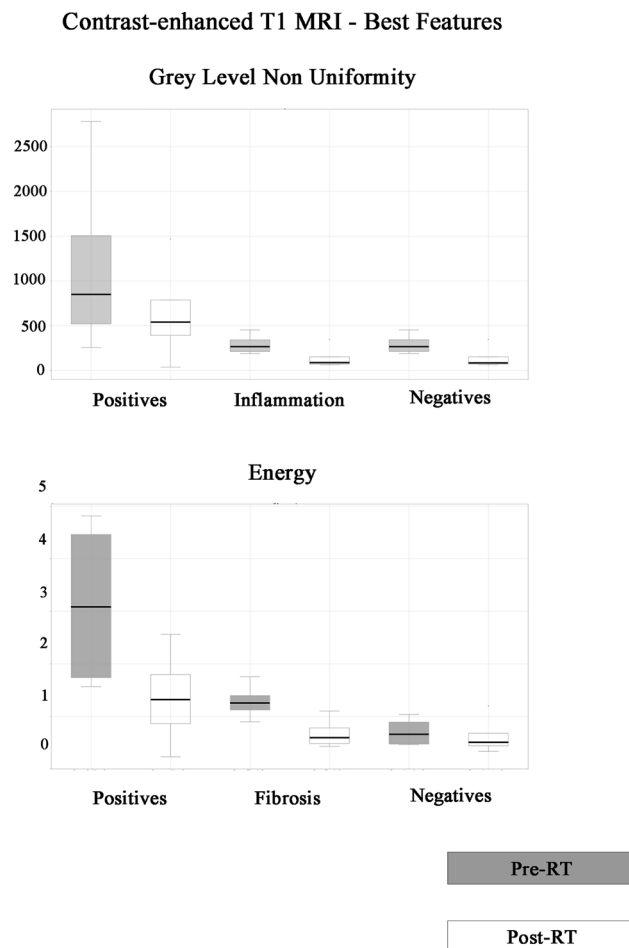 Contrast-enhanced T1 MRI - Best Features
Grey Level Non Uniformity
2500
2000
1500
1000
500
0
Positives Inflammation Negatives
Energy
5
4
3
2
1
0
Positives Fibrosis Negatives
Pre-RT
Post-RT